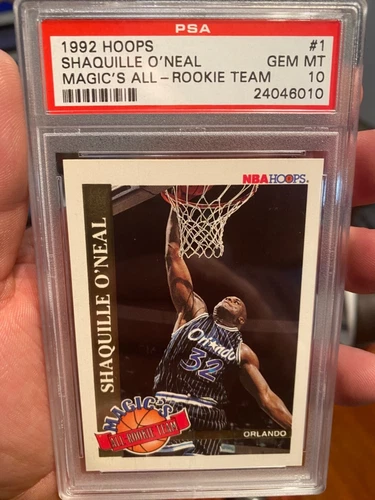 PSA
1992 HOOPS #1
SHAQUILLE O'NEAL GEM MT
MAGIC'S ALL-ROOKIE TEAM 10
24046010
NBA HOOPS
SHAQUILLE O'NEAL
Orlando
32
MAGIC'S
ALL-ROOKIE TEAM
ORLANDO